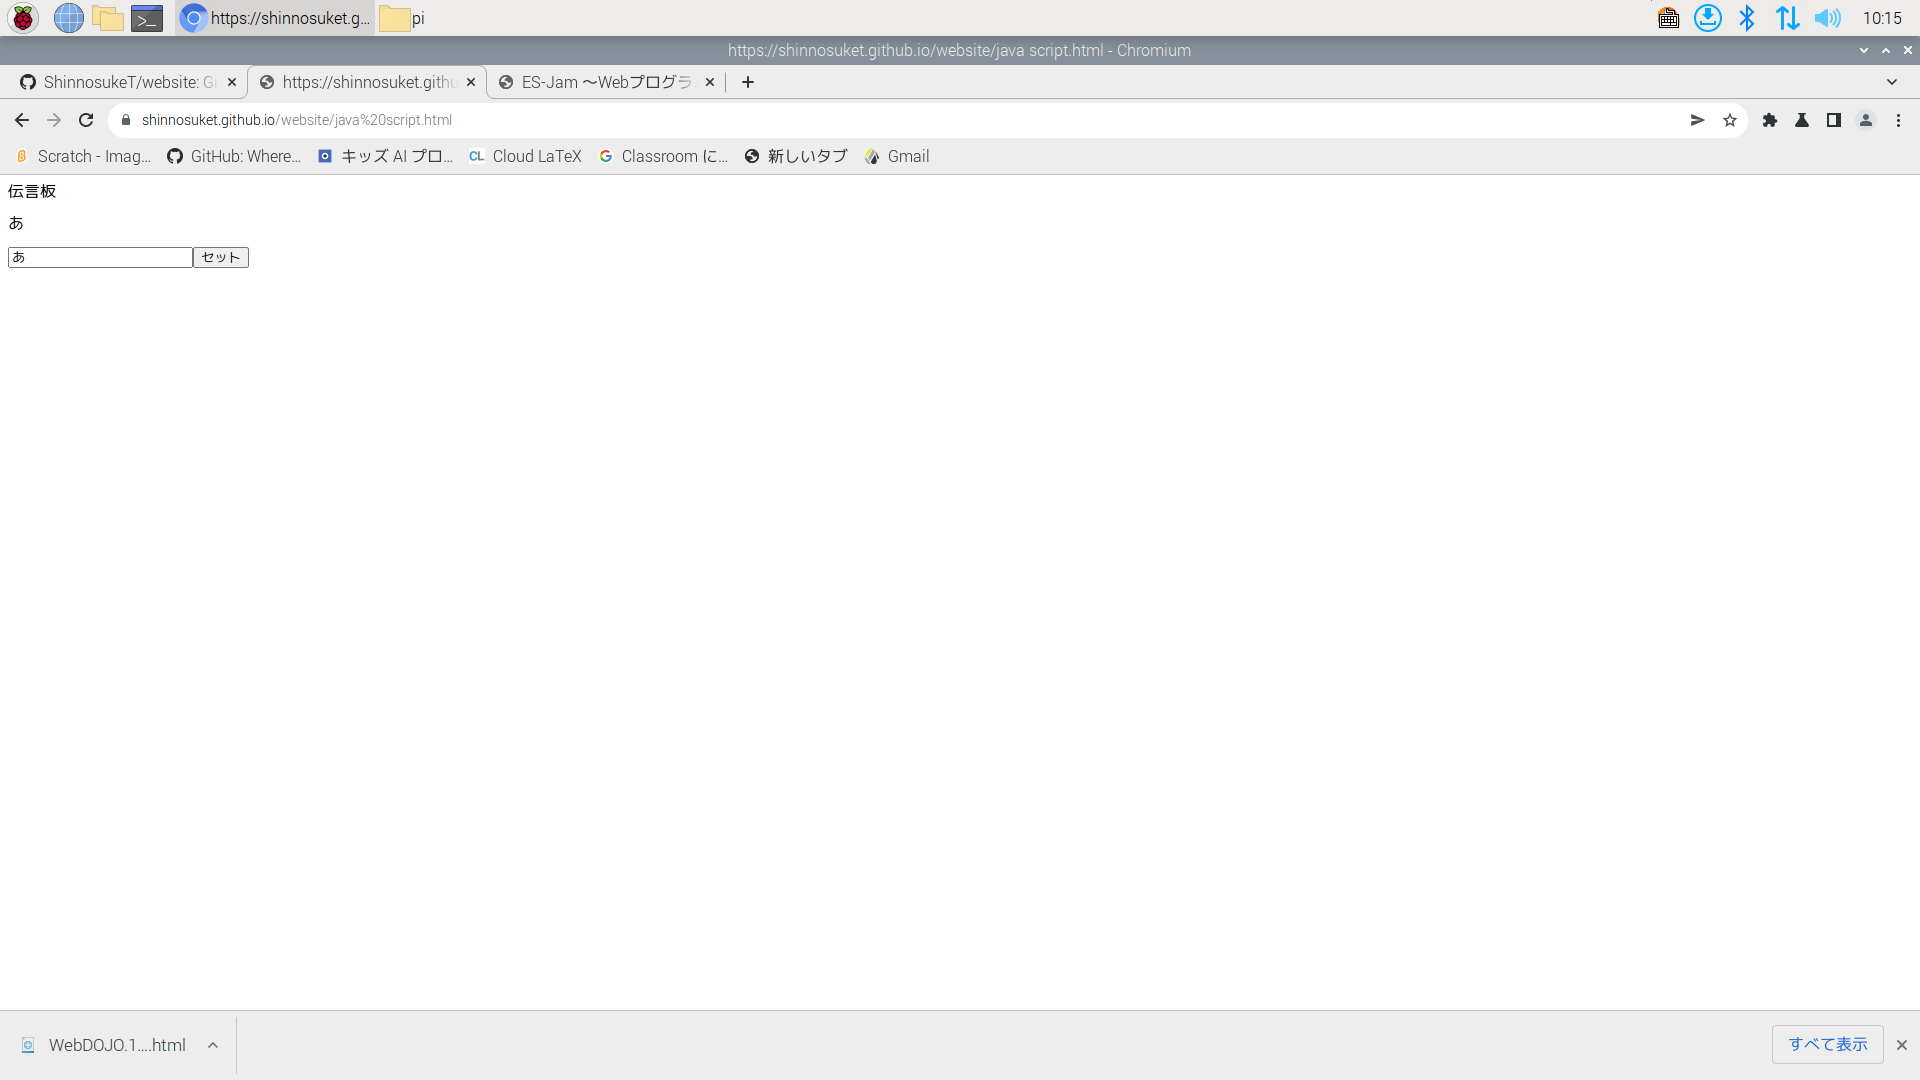 https://shinnosuket.g...
pi
10:15
https://shinnosuket.github.io/website/java script.html - Chromium
ShinnosukeT/website: Gi
https://shinnosuket.githu
ES-Jam ～Webプログラ
shinnosuket.github.io/website/java%20script.html
Scratch - Imag...
GitHub: Where...
キッズ AI プロ...
CL Cloud LaTeX
Classroom に...
新しいタブ
Gmail
伝言板
あ
あ セット
WebDOJO.1....html
すべて表示